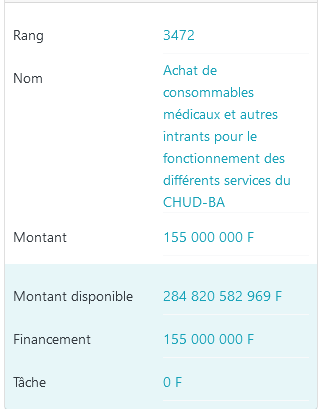 Rang 3472
Nom Achat de
consommables
médicaux et autres
intrants pour le
fonctionnement des
différents services du
CHUD-BA
Montant 155 000 000 F
Montant disponible 284 820 582 969 F
Financement 155 000 000 F
Tâche 0 F